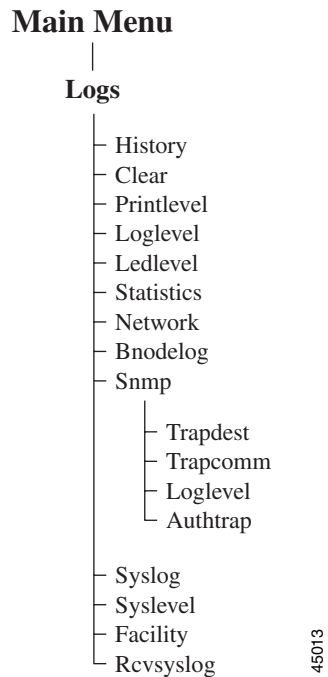 Main Menu
Logs
History
Clear
Printlevel
Loglevel
Ledlevel
Statistics
Network
Bnodelog
Snmp
Trapdest
Trapcomm
Loglevel
Authtrap
Syslog
Syslevel
Facility
Rcvsyslog
45013